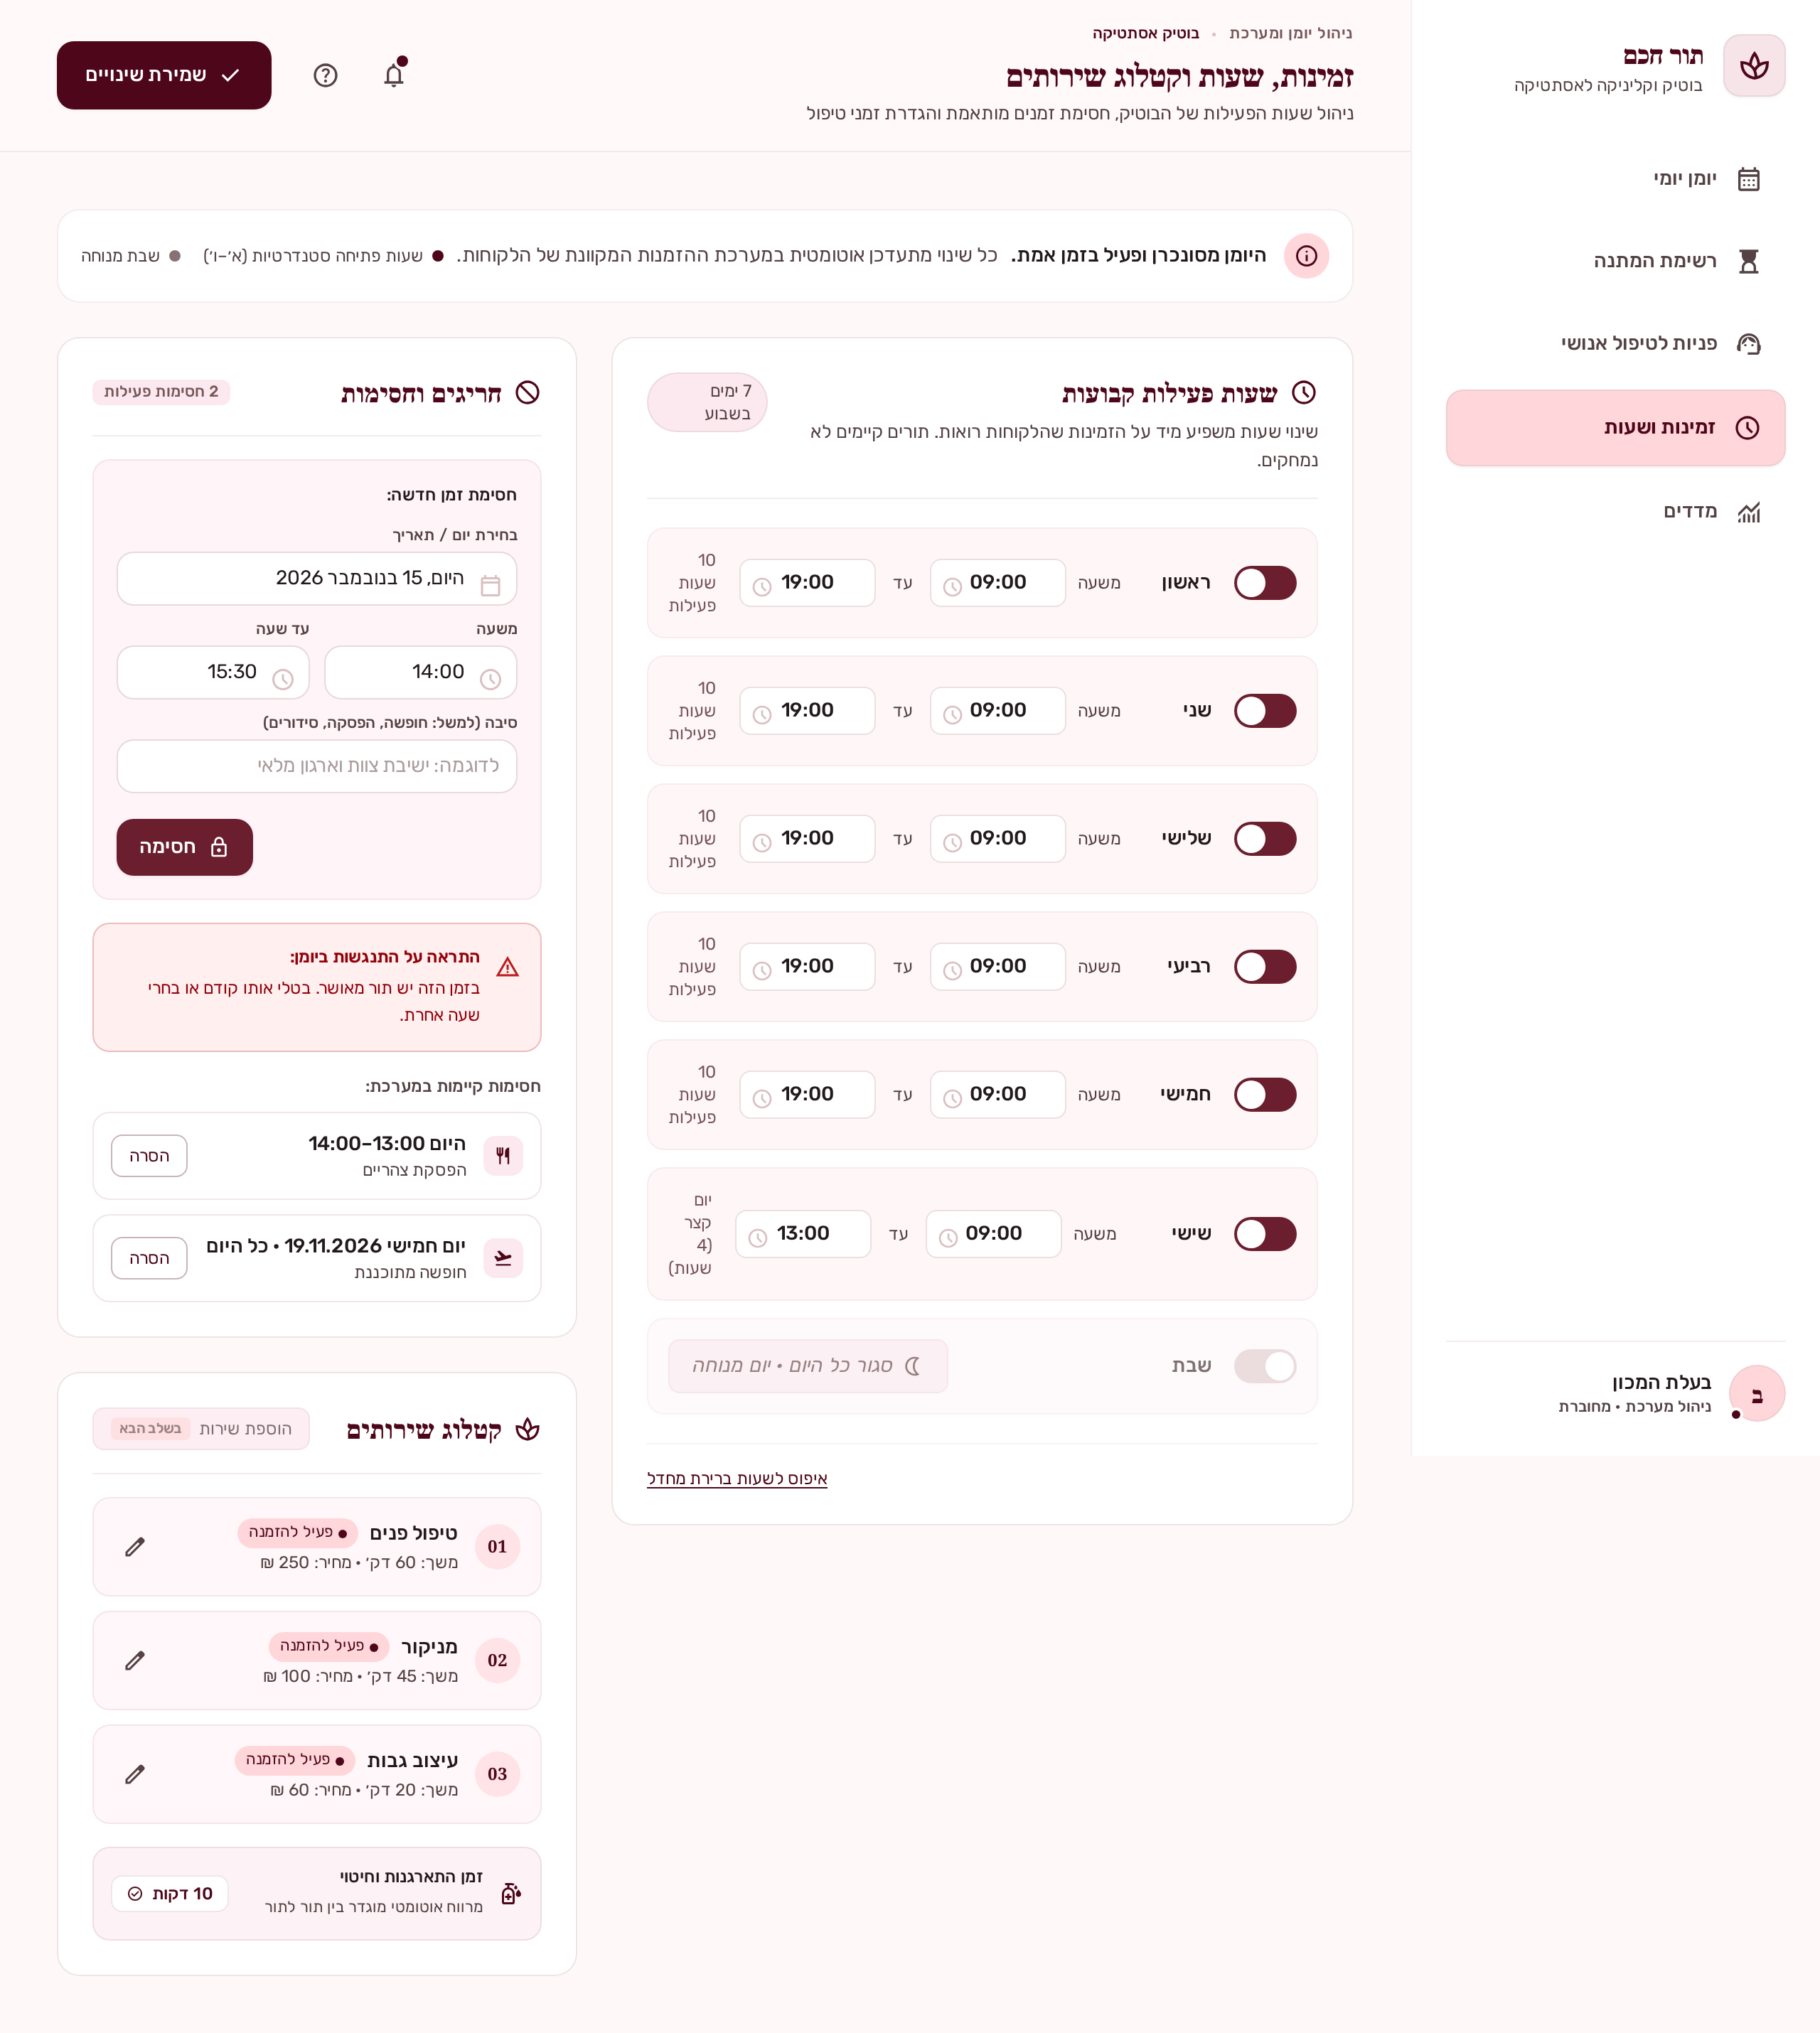 תור חכם
בוטיק וקליניקה לאסתטיקה
יומן יומי
רשימת המתנה
פניות לטיפול אנושי
זמינות ושעות
מדדים
בעלת המכון
ניהול מערכת • מחוברת
ב
ניהול יומן ומערכת • בוטיק אסתטיקה
זמינות, שעות וקטלוג שירותים
ניהול שעות הפעילות של הבוטיק, חסימת זמנים מותאמת והגדרת זמני טיפול
שמירת שינויים
היומן מסונכרן ופעיל בזמן אמת. כל שינוי מתעדכן אוטומטית במערכת ההזמנות המקוונת של הלקוחות.
שעות פתיחה סטנדרטיות (א׳–ו׳)
שבת מנוחה
שעות פעילות קבועות
שינוי שעות משפיע מיד על הזמינות שהלקוחות רואות. תורים קיימים לא
נמחקים.
7 ימים
בשבוע
ראשון משעה 09:00 עד 19:00
10
שעות
פעילות
שני משעה 09:00 עד 19:00
10
שעות
פעילות
שלישי משעה 09:00 עד 19:00
10
שעות
פעילות
רביעי משעה 09:00 עד 19:00
10
שעות
פעילות
חמישי משעה 09:00 עד 19:00
10
שעות
פעילות
שישי משעה 09:00 עד 13:00
יום
קצר
(4
שעות)
שבת סגור כל היום • יום מנוחה
איפוס לשעות ברירת מחדל
חריגים וחסימות
2 חסימות פעילות
חסימת זמן חדשה:
בחירת יום / תאריך
היום, 15 בנובמבר 2026
משעה עד שעה
14:00 15:30
סיבה (למשל: חופשה, הפסקה, סידורים)
לדוגמה: ישיבת צוות וארגון מלאי
חסימה
התראה על התנגשות ביומן:
בזמן הזה יש תור מאושר. בטלי אותו קודם או בחרי
שעה אחרת.
חסימות קיימות במערכת:
היום 13:00–14:00
הפסקת צהריים
הסרה
יום חמישי 19.11.2026 • כל היום
חופשה מתוכננת
הסרה
קטלוג שירותים
הוספת שירות בשלב הבא
01
טיפול פנים פעיל להזמנה
משך: 60 דק׳ • מחיר: 250 ₪
02
מניקור פעיל להזמנה
משך: 45 דק׳ • מחיר: 100 ₪
03
עיצוב גבות פעיל להזמנה
משך: 20 דק׳ • מחיר: 60 ₪
זמן התארגנות וחיטוי
מרווח אוטומטי מוגדר בין תור לתור
10 דקות